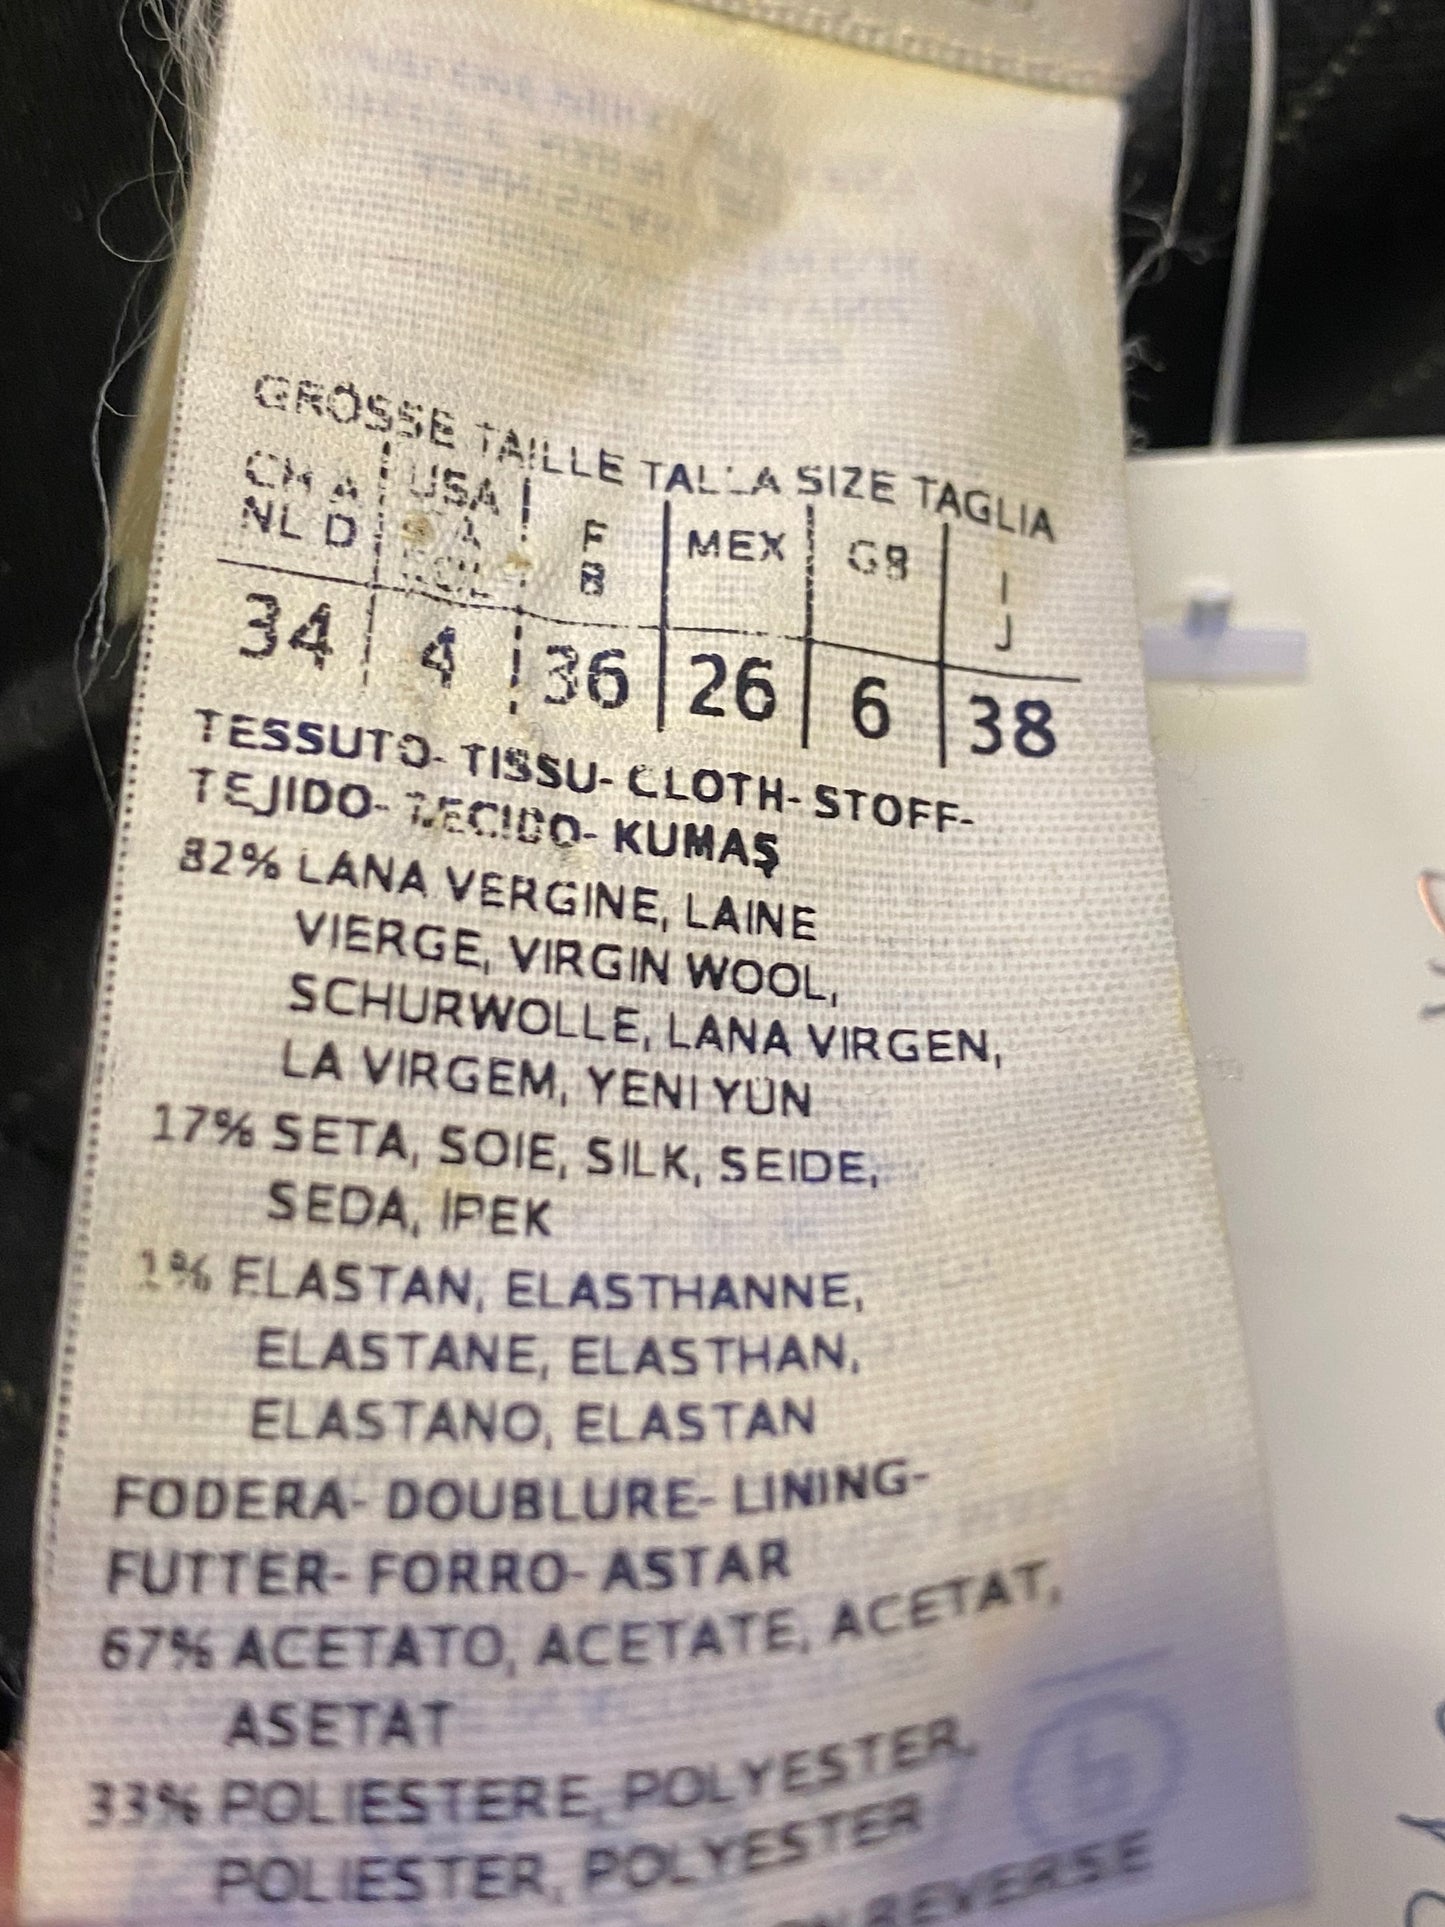 GRÖSSE TAILLE TALLA SIZE TAGLIA
CH A USA F MEX GB I
NL D B J
34 4 36 26 6 38
TESSUTO- TISSU- CLOTH- STOFF-
TEJIDO- TECIDO- KUMAŞ
82% LANA VERGINE, LAINE
VIERGE, VIRGIN WOOL,
SCHURWOLLE, LANA VIRGEN,
LA VIRGEM, YENI YÜN
17% SETA, SOIE, SILK, SEIDE,
SEDA, IPEK
1% ELASTAN, ELASTHANNE,
ELASTANE, ELASTHAN,
ELASTANO, ELASTAN
FODERA- DOUBLURE- LINING-
FUTTER- FORRO- ASTAR
67% ACETATO, ACETATE, ACETAT,
ASETAT
33% POLIESTERE, POLYESTER,
POLIESTER, POLYESTER
REVERSE